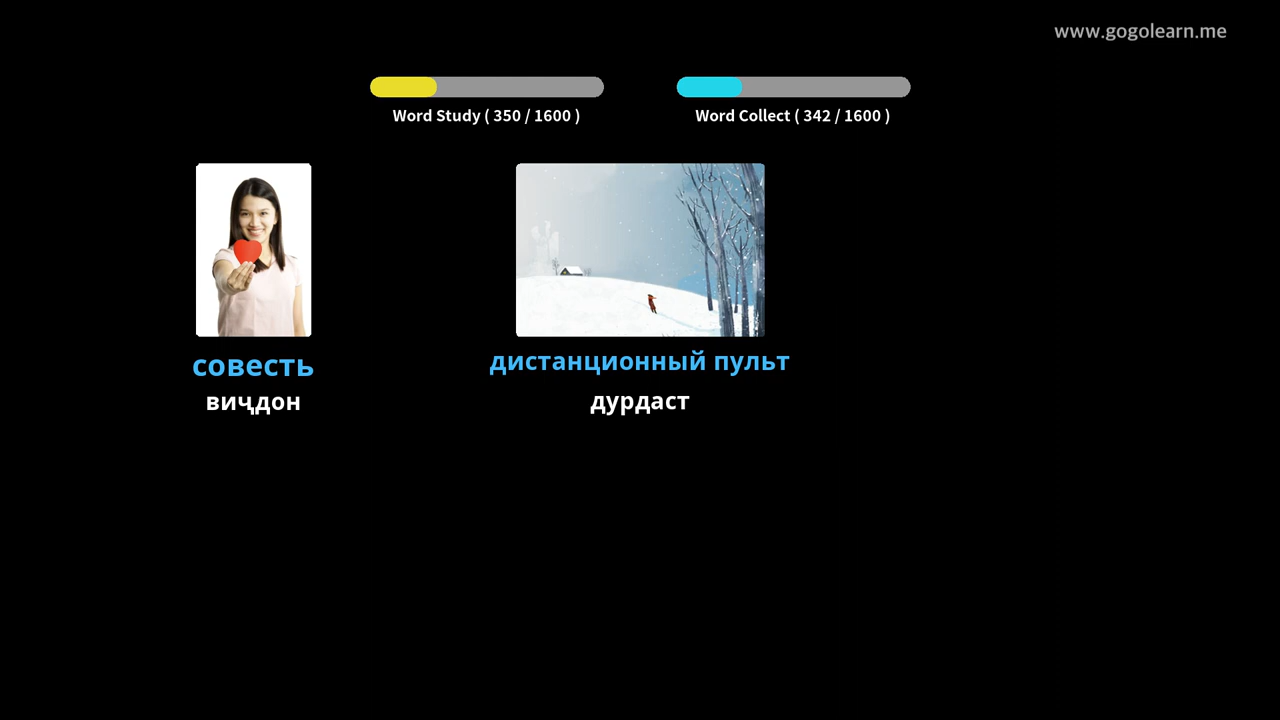 www.gogolearn.me
Word Study ( 350 / 1600 )
Word Collect ( 342 / 1600 )
совесть
виҷдон
дистанционный пульт
дурдаст